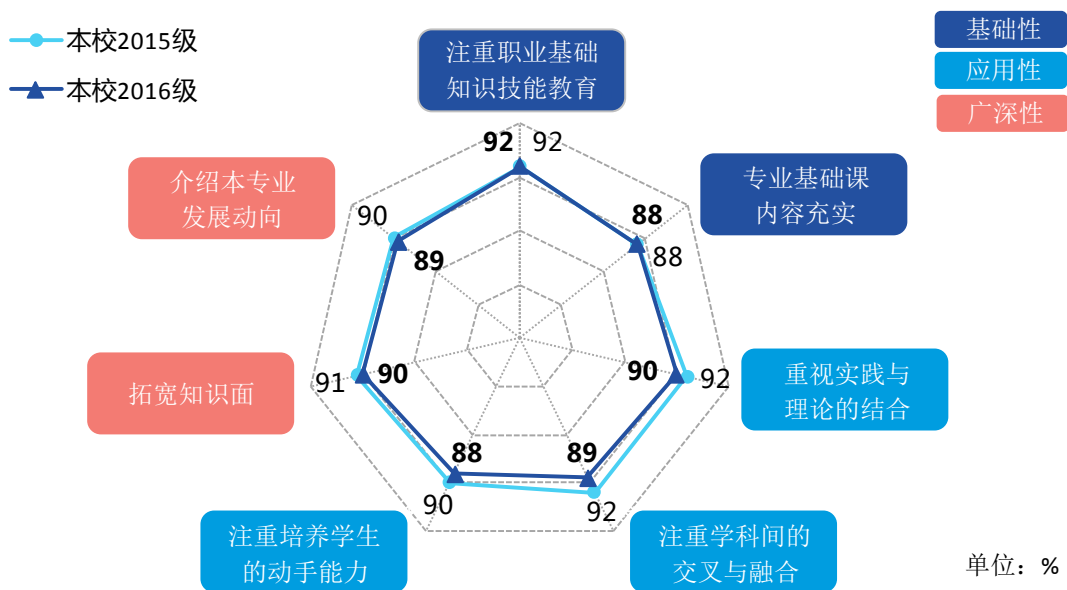 本校2015级
本校2016级
注重职业基础
知识技能教育
基础性
应用性
广深性
92
92
介绍本专业
发展动向
90
89
专业基础课
内容充实
88
88
拓宽知识面
91
90
重视实践与
理论的结合
90
92
注重培养学生
的动手能力
88
90
注重学科间的
交叉与融合
89
92
单位：%